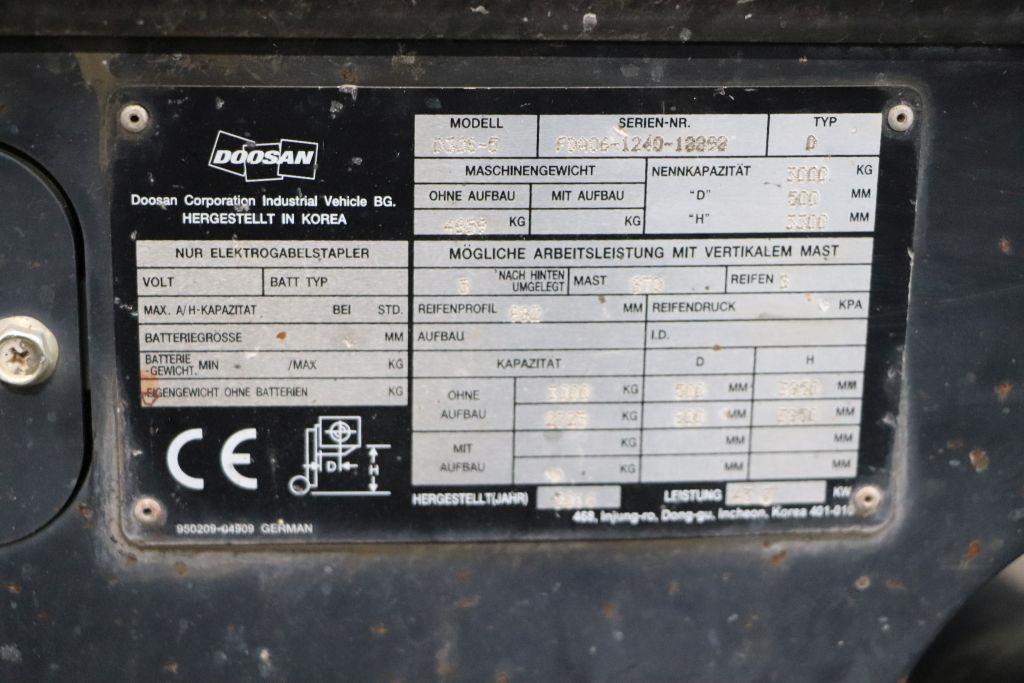 DOOSAN
Doosan Corporation Industrial Vehicle BG.
HERGESTELLT IN KOREA
MODELL SERIEN-NR. TYP
D
MASCHINENGEWICHT
OHNE AUFBAU MIT AUFBAU
KG KG
NENNKAPAZITÄT 3000 KG
"D" 500 MM
"H" 3300 MM
NUR ELEKTROGABELSTAPLER
VOLT BATT TYP
MAX. A/H-KAPAZITAT BEI STD.
BATTERIEGRÖSSE MM
BATTERIE -GEWICHT. MIN /MAX KG
EIGENGEWICHT OHNE BATTERIEN KG
MÖGLICHE ARBEITSLEISTUNG MIT VERTIKALEM MAST
NACH HINTEN UMGELEGT MAST STD REIFEN
REIFENPROFIL MM REIFENDRUCK KPA
AUFBAU I.D.
KAPAZITÄT D H
OHNE AUFBAU
3000 KG 500 MM MM
KG 600 MM MM
MIT AUFBAU
KG MM MM
KG MM MM
CE
D H
HERGESTELLT(JAHR) LEISTUNG KW
468, Injung-ro, Dong-gu, Incheon, Korea
950209-04909 GERMAN